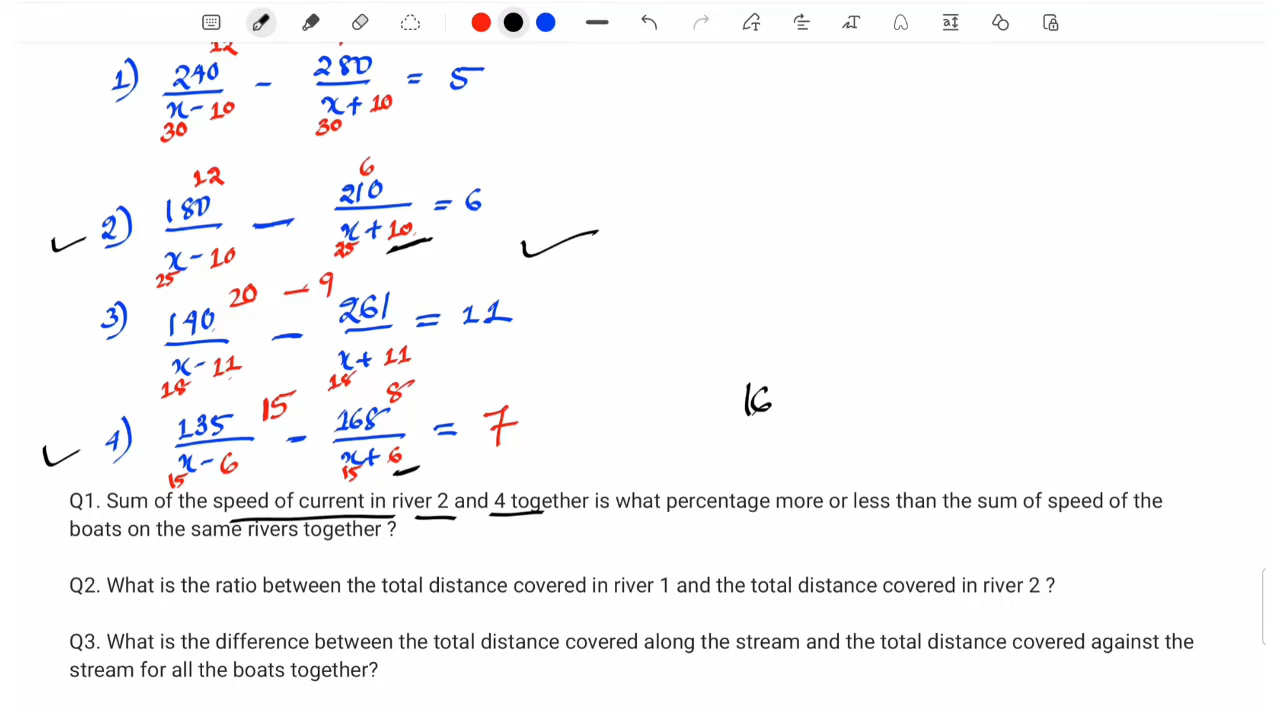 12
1) 240/x-10 - 280/x+10 = 5
30 30
12 6
2) 180/x-10 - 210/x+10 = 6
25 25
20 - 9
3) 140/x-11 - 261/x+11 = 11
18 18
15 8
4) 135/x-6 - 168/x+6 = 7
15 15
16
Q1. Sum of the speed of current in river 2 and 4 together is what percentage more or less than the sum of speed of the
boats on the same rivers together ?
Q2. What is the ratio between the total distance covered in river 1 and the total distance covered in river 2 ?
Q3. What is the difference between the total distance covered along the stream and the total distance covered against the
stream for all the boats together?